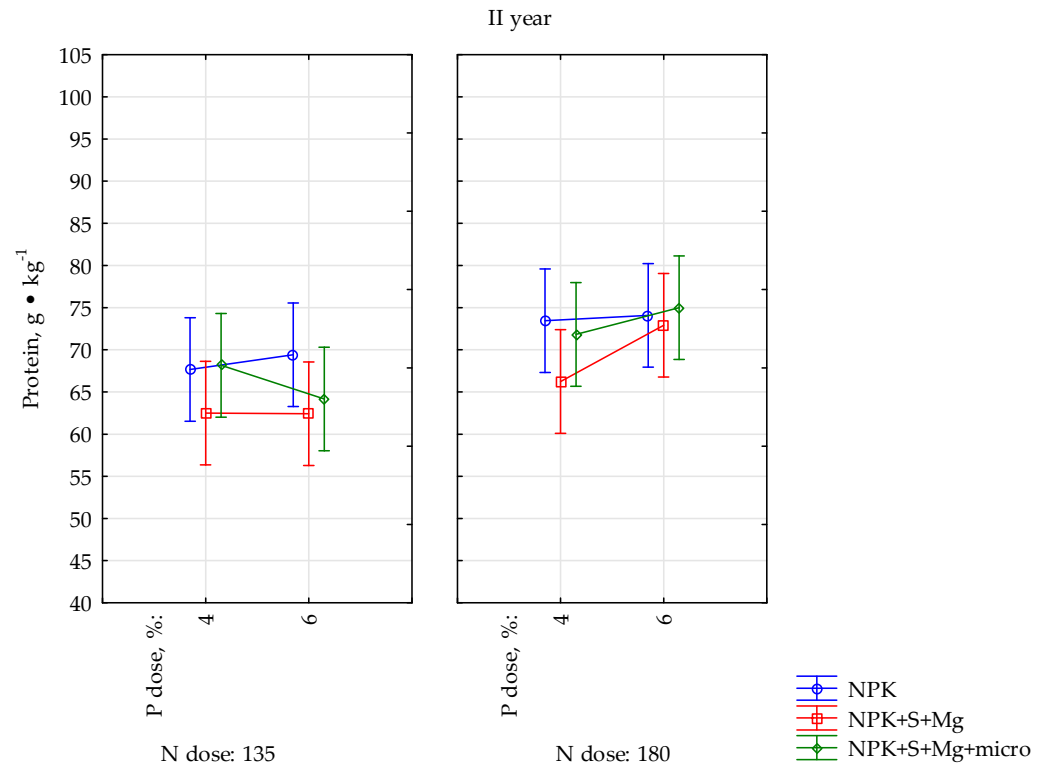 II year
Protein, g • kg-1
105
100
95
90
85
80
75
70
65
60
55
50
45
40
P dose, %:
4
6
P dose, %:
4
6
N dose: 135
N dose: 180
NPK
NPK+S+Mg
NPK+S+Mg+micro